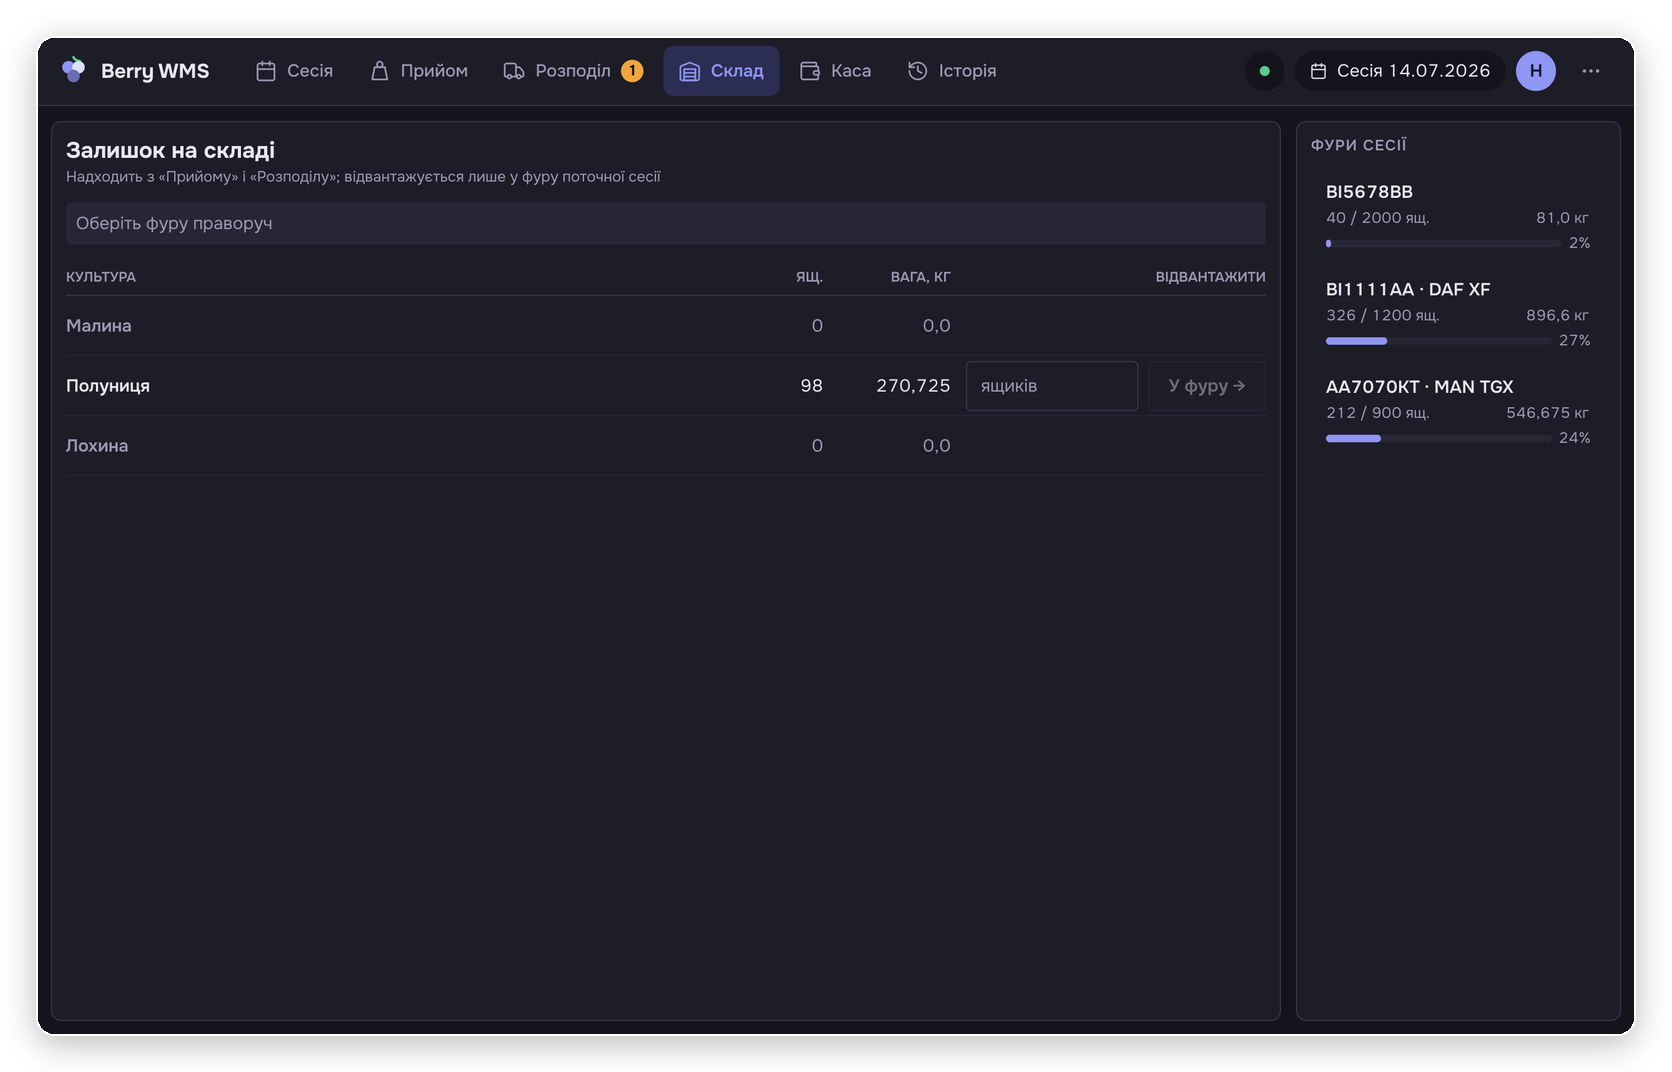 Berry WMS
Сесія
Прийом
Розподіл 1
Склад
Каса
Історія
Сесія 14.07.2026
Н
Залишок на складі
Надходить з «Прийому» і «Розподілу»; відвантажується лише у фуру поточної сесії
Оберіть фуру праворуч
КУЛЬТУРА ЯЩ. ВАГА, КГ ВІДВАНТАЖИТИ
Малина 0 0,0
Полуниця 98 270,725 ящиків У фуру →
Лохина 0 0,0
ФУРИ СЕСІЇ
BI5678BB
40 / 2000 ящ. 81,0 кг
2%
BI1111AA · DAF XF
326 / 1200 ящ. 896,6 кг
27%
AA7070KT · MAN TGX
212 / 900 ящ. 546,675 кг
24%